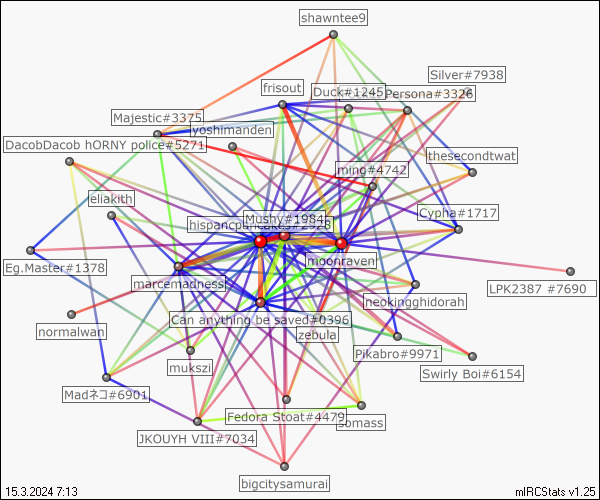 shawntee9
Silver#7938
frisout
Duck#1245
Persona#3326
Majestic#3375
yoshimanden
DacobDacob hORNY police#5271
thesecondtwat
ming#4742
eliakith
Mushy#1984
Cypha#1717
hispancpancakes#2928
moonraven
Eg.Master#1378
marcemadness
LPK2387 #7690
neokingghidorah
Can anything be saved#0396
normalwan
zebula
Pikabro#9971
mukszi
Swirly Boi#6154
Madネコ#6901
Fedora Stoat#4479
somass
JKOUYH VIII#7034
bigcitysamurai
15.3.2024 7:13
mIRCStats v1.25